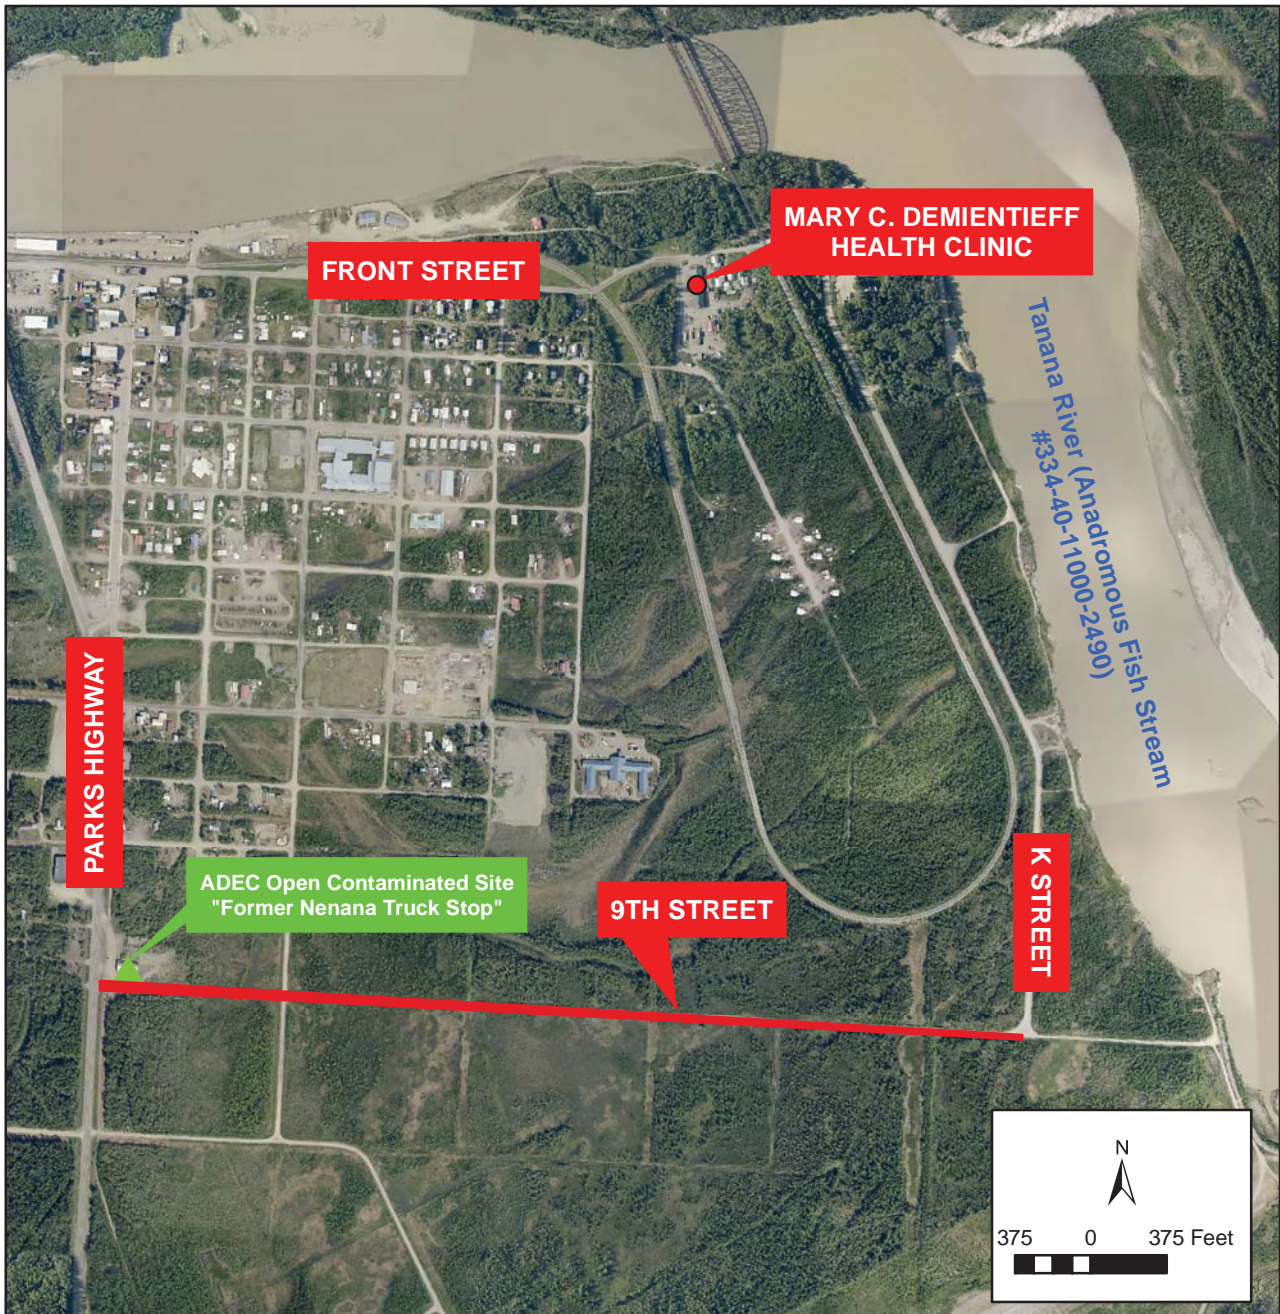 MARY C. DEMIENTIEFF
HEALTH CLINIC
FRONT STREET
Tanana River (Anadromous Fish Stream
#334-40-11000-2490)
PARKS HIGHWAY
ADEC Open Contaminated Site
"Former Nenana Truck Stop"
9TH STREET
K STREET
N
375 0 375 Feet